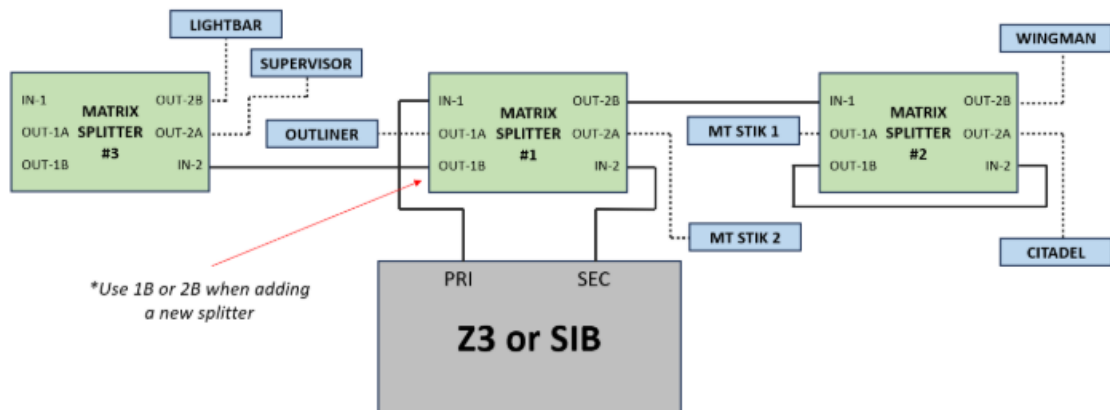 LIGHTBAR
SUPERVISOR
WINGMAN
IN-1
OUT-2B
MATRIX
SPLITTER
#3
OUT-1A
OUT-2A
OUT-1B
IN-2
OUTLINER
IN-1
OUT-2B
MATRIX
SPLITTER
#1
OUT-1A
OUT-2A
OUT-1B
IN-2
MT STIK 1
IN-1
OUT-2B
MATRIX
SPLITTER
#2
OUT-1A
OUT-2A
OUT-1B
IN-2
MT STIK 2
CITADEL
*Use 1B or 2B when adding
a new splitter
PRI
SEC
Z3 or SIB